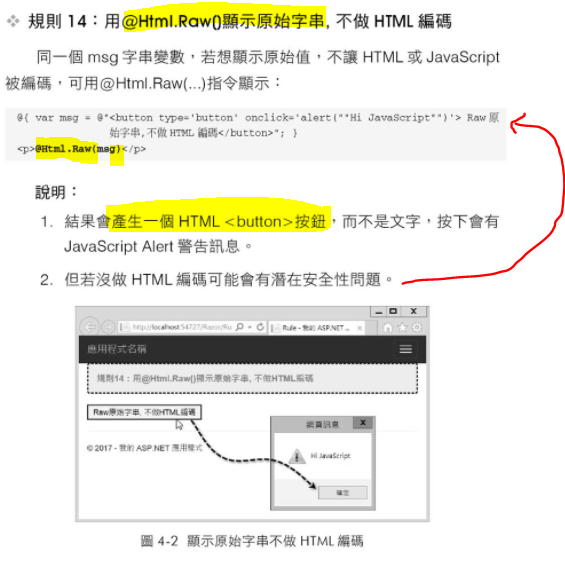 ❖ 規則 14：用@Html.Raw()顯示原始字串, 不做 HTML 編碼
同一個 msg 字串變數，若想顯示原始值，不讓 HTML 或 JavaScript
被編碼，可用@Html.Raw(...)指令顯示：
@{ var msg = @"<button type='button' onclick='alert(""Hi JavaScript"")'> Raw 原
始字串,不做 HTML 編碼</button>"; }
<p>@Html.Raw(msg)</p>
說明：
1. 結果會產生一個 HTML <button>按鈕，而不是文字，按下會有
JavaScript Alert 警告訊息。
2. 但若沒做 HTML 編碼可能會有潛在安全性問題。
http://localhost:54727/Razor/Ru
Rule - 我的 ASP.NET ...
應用程式名稱
規則14：用@Html.Raw()顯示原始字串, 不做HTML編碼
Raw原始字串, 不做HTML編碼
© 2017 - 我的 ASP.NET 應用程式
網頁訊息
Hi JavaScript
確定
圖 4-2 顯示原始字串不做 HTML 編碼